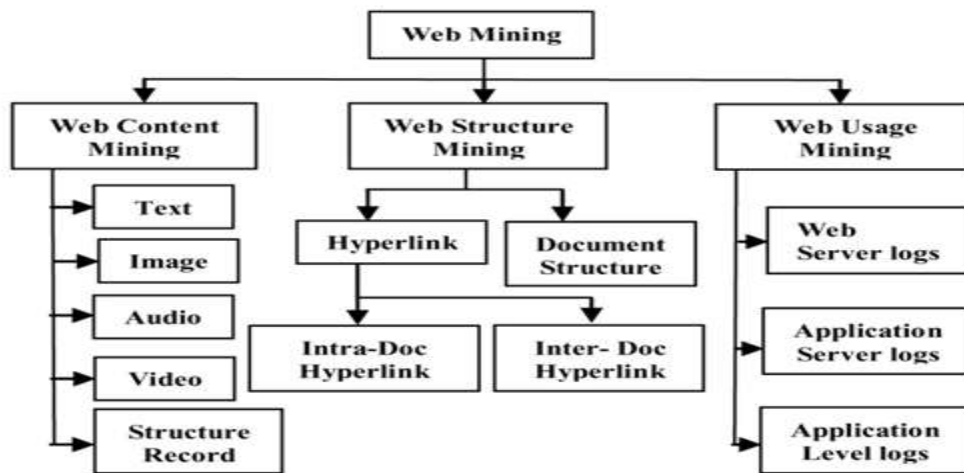 Web Mining
Web Content
Mining
Web Structure
Mining
Web Usage
Mining
Text
Image
Audio
Video
Structure
Record
Hyperlink
Document
Structure
Intra-Doc
Hyperlink
Inter- Doc
Hyperlink
Web
Server logs
Application
Server logs
Application
Level logs